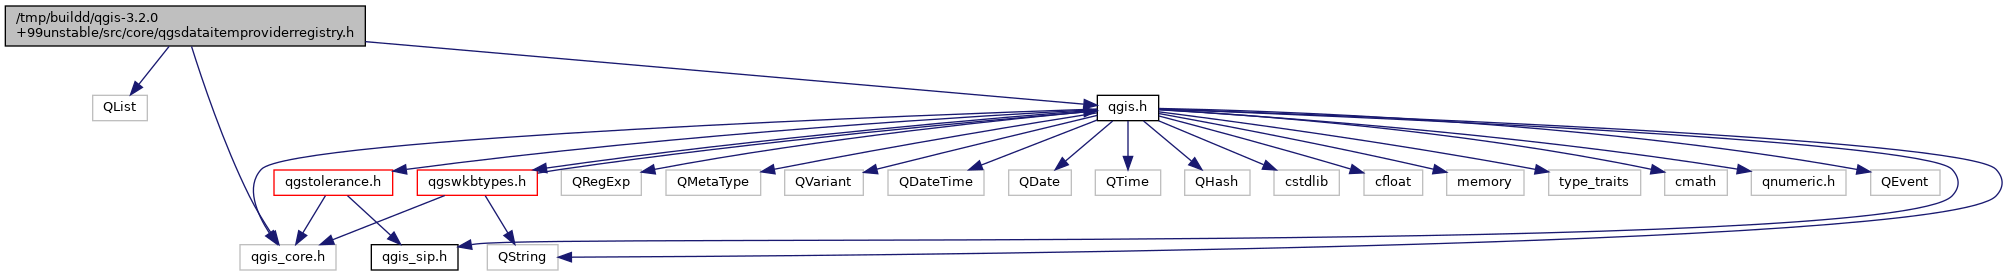 /tmp/buildd/qgis-3.2.0
+99unstable/src/core/qgsdataitemproviderregistry.h
QList
qgis.h
qgstolerance.h
qgswkbtypes.h
QRegExp
QMetaType
QVariant
QDateTime
QDate
QTime
QHash
cstdlib
cfloat
memory
type_traits
cmath
qnumeric.h
QEvent
qgis_core.h
qgis_sip.h
QString